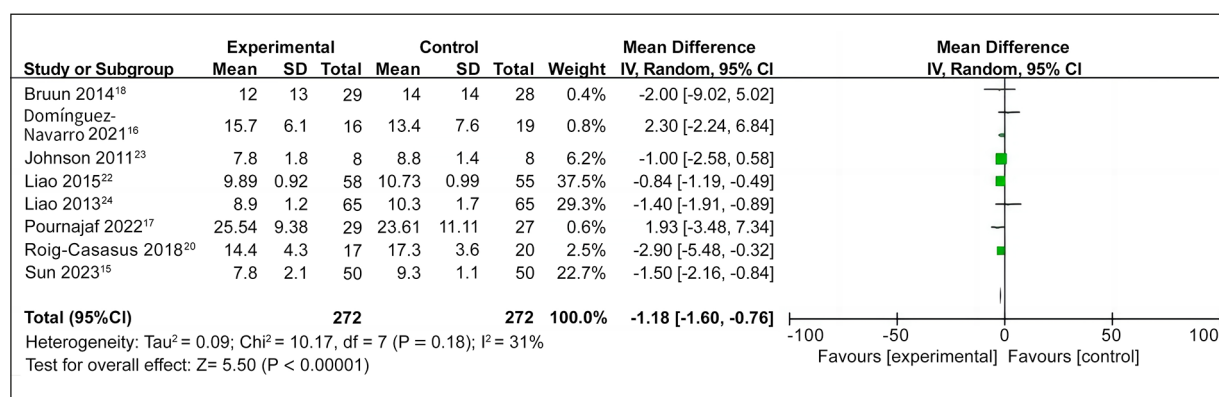 Experimental Control Mean Difference Mean Difference
Study or Subgroup Mean SD Total Mean SD Total Weight IV, Random, 95% CI IV, Random, 95% CI
Bruun 2014¹⁸ 12 13 29 14 14 28 0.4% -2.00 [-9.02, 5.02]
Domínguez-
Navarro 2021¹⁶ 15.7 6.1 16 13.4 7.6 19 0.8% 2.30 [-2.24, 6.84]
Johnson 2011²³ 7.8 1.8 8 8.8 1.4 8 6.2% -1.00 [-2.58, 0.58]
Liao 2015²² 9.89 0.92 58 10.73 0.99 55 37.5% -0.84 [-1.19, -0.49]
Liao 2013²⁴ 8.9 1.2 65 10.3 1.7 65 29.3% -1.40 [-1.91, -0.89]
Pournajaf 2022¹⁷ 25.54 9.38 29 23.61 11.11 27 0.6% 1.93 [-3.48, 7.34]
Roig-Casasus 2018²⁰ 14.4 4.3 17 17.3 3.6 20 2.5% -2.90 [-5.48, -0.32]
Sun 2023¹⁵ 7.8 2.1 50 9.3 1.1 50 22.7% -1.50 [-2.16, -0.84]
Total (95%CI) 272 272 100.0% -1.18 [-1.60, -0.76]
-100 -50 0 50 100
Heterogeneity: Tau² = 0.09; Chi² = 10.17, df = 7 (P = 0.18); I² = 31%
Favours [experimental] Favours [control]
Test for overall effect: Z= 5.50 (P < 0.00001)